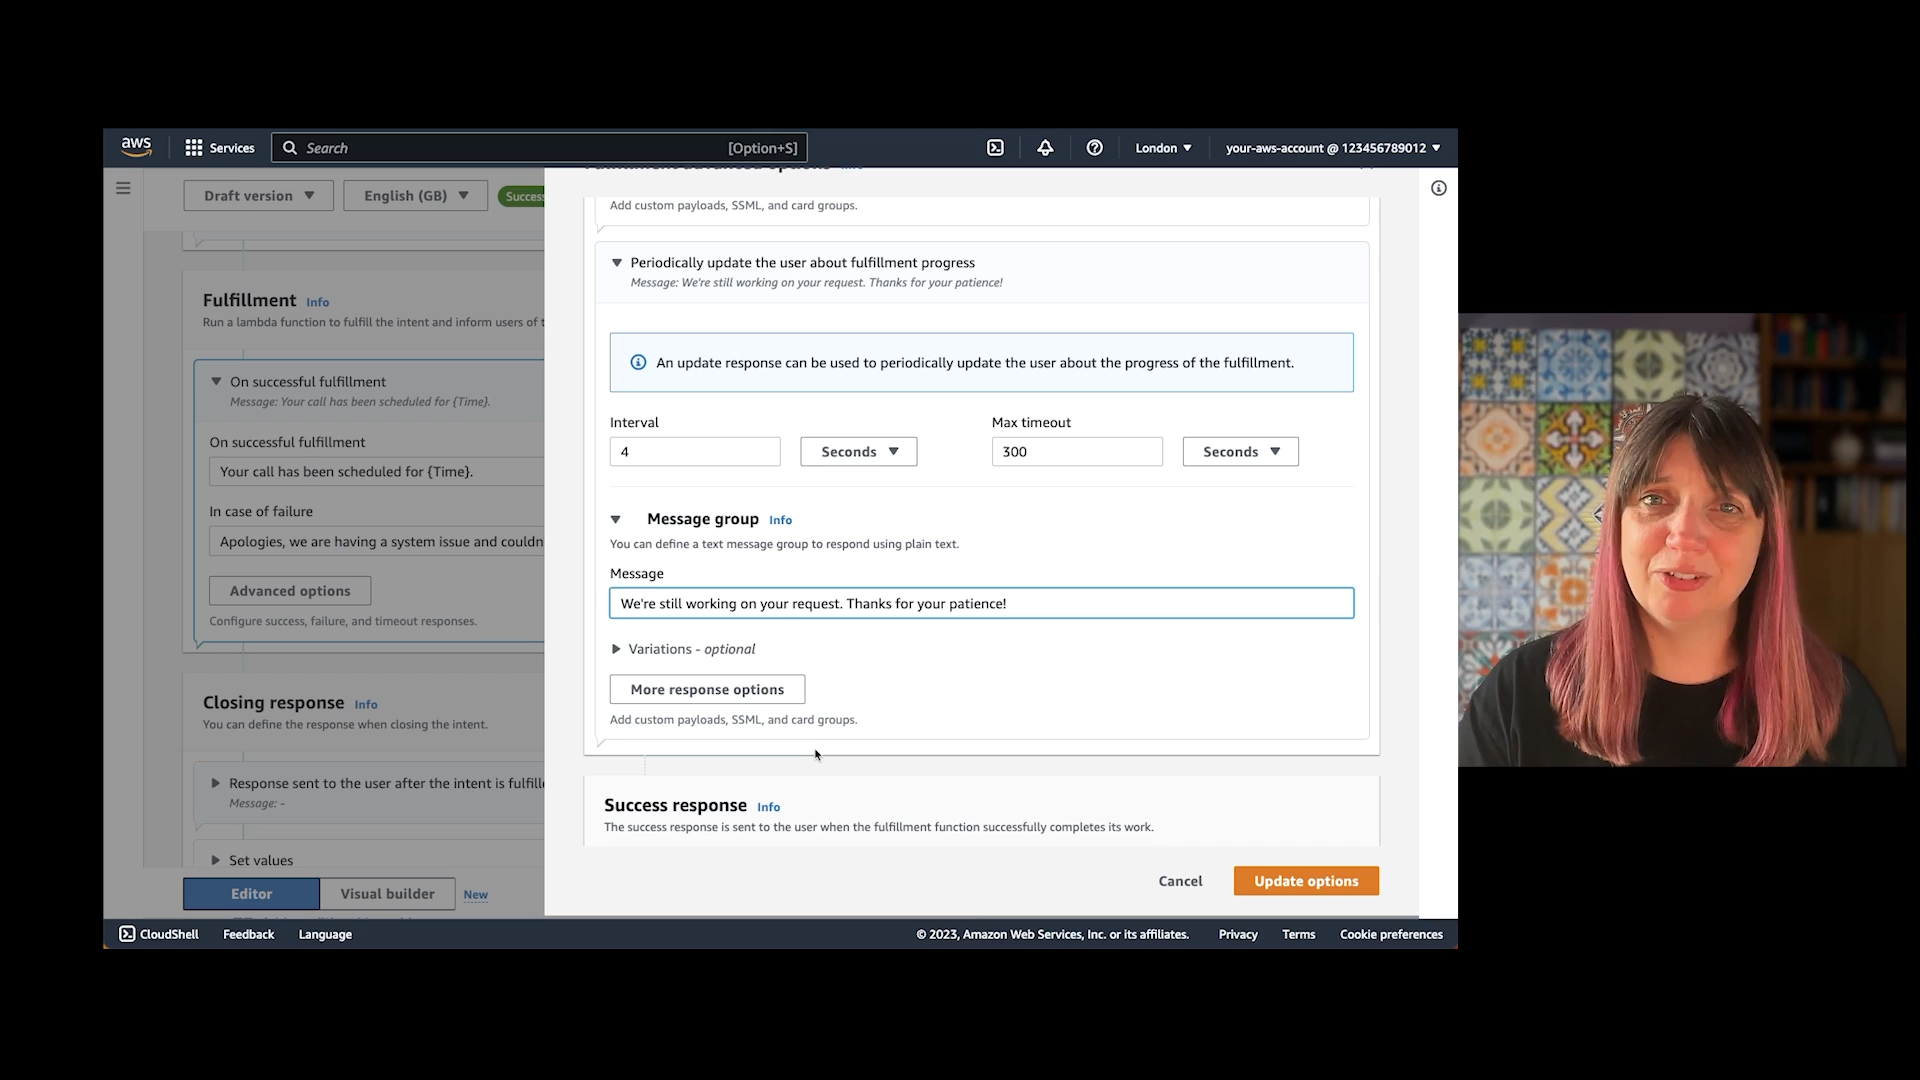 aws
Services
Search
[Option+S]
London
your-aws-account @ 123456789012
Draft version
English (GB)
Success
Fulfillment Info
Run a lambda function to fulfill the intent and inform users of t
On successful fulfillment
Message: Your call has been scheduled for {Time}.
On successful fulfillment
Your call has been scheduled for {Time}.
In case of failure
Apologies, we are having a system issue and couldn
Advanced options
Configure success, failure, and timeout responses.
Closing response Info
You can define the response when closing the intent.
Response sent to the user after the intent is fulfill
Message: -
Set values
Editor
Visual builder
New
Fulfillment advanced options Info
Add custom payloads, SSML, and card groups.
Periodically update the user about fulfillment progress
Message: We're still working on your request. Thanks for your patience!
An update response can be used to periodically update the user about the progress of the fulfillment.
Interval
Max timeout
4
Seconds
300
Seconds
Message group Info
You can define a text message group to respond using plain text.
Message
We're still working on your request. Thanks for your patience!
Variations - optional
More response options
Add custom payloads, SSML, and card groups.
Success response Info
The success response is sent to the user when the fulfillment function successfully completes its work.
Cancel
Update options
CloudShell
Feedback
Language
© 2023, Amazon Web Services, Inc. or its affiliates.
Privacy
Terms
Cookie preferences